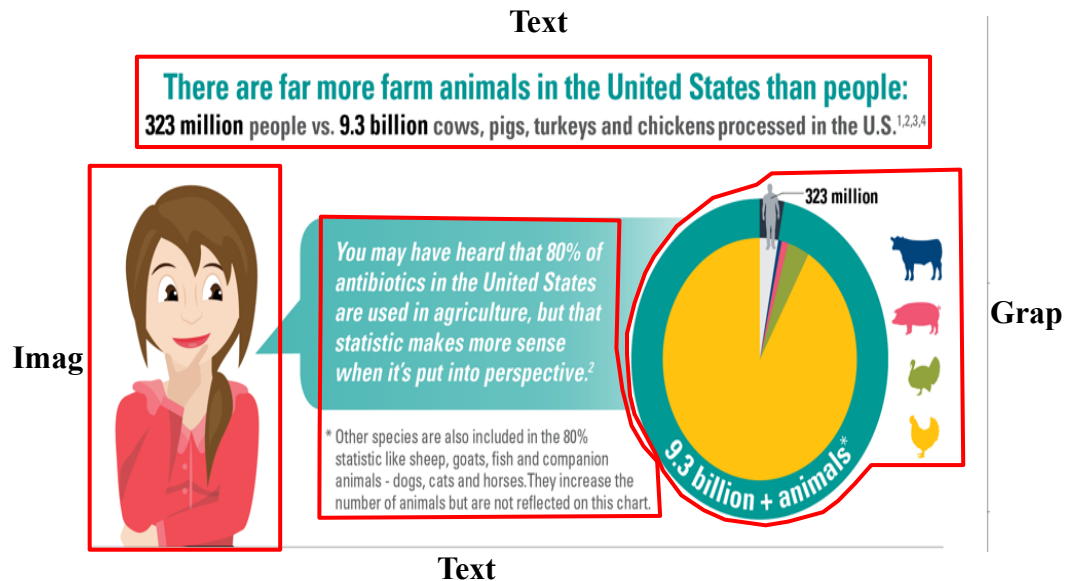 Text
There are far more farm animals in the United States than people:
323 million people vs. 9.3 billion cows, pigs, turkeys and chickens processed in the U.S.1,2,3,4
323 million
You may have heard that 80% of
antibiotics in the United States
are used in agriculture, but that
statistic makes more sense
when it's put into perspective.2
Grap
Imag
* Other species are also included in the 80%
statistic like sheep, goats, fish and companion
animals - dogs, cats and horses.They increase the
number of animals but are not reflected on this chart.
9.3 billion + animals*
Text